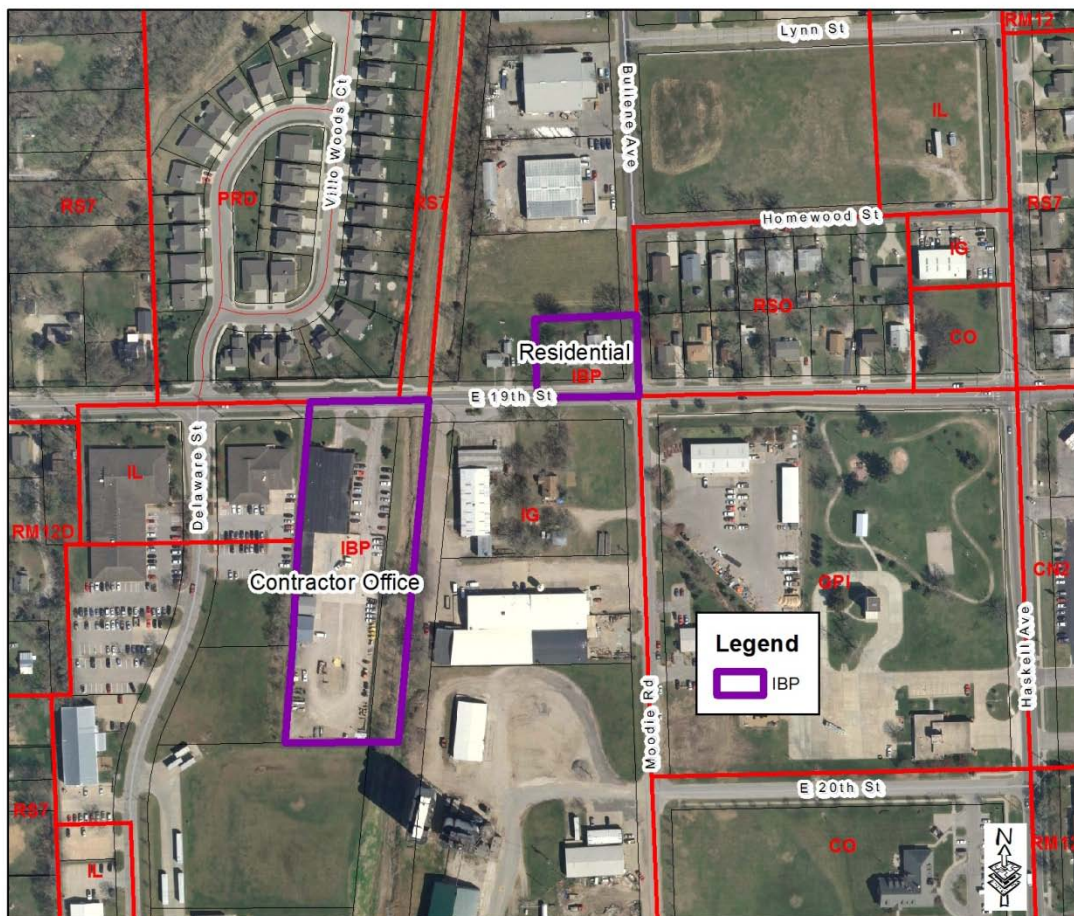 Lynn St
RM12
Bullene Ave
Villo Woods Ct
IL
RS7
PRD
RS7
RS7
Homewood St
IG
RSO
CO
Residential
IBP
E 19th St
Delaware St
IL
IG
RM12D
IBP
Contractor Office
GPI
CN2
Haskell Ave
Legend
IBP
Moodie Rd
E 20th St
RS7
CO
RM12
IL
N